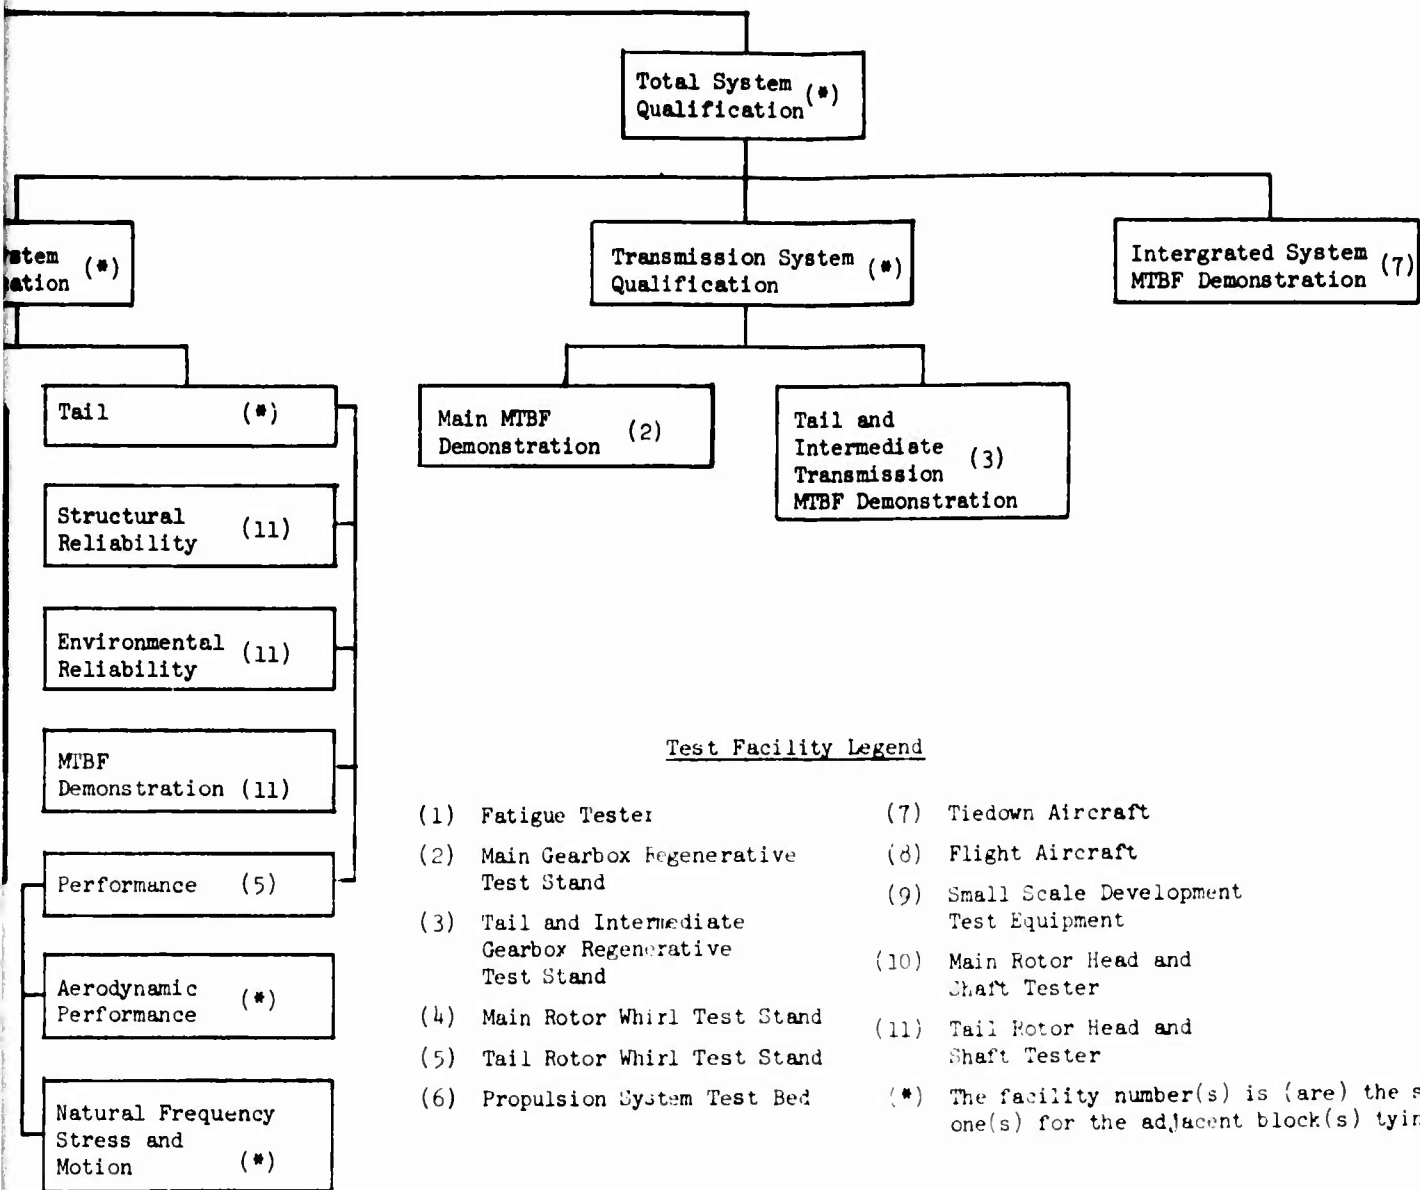 Total System (*)
Qualification
(*)
Transmission System (*)
Qualification
Intergrated System (7)
MTBF Demonstration
Tail (*)
Structural (11)
Reliability
Environmental (11)
Reliability
MTBF
Demonstration (11)
Performance (5)
Aerodynamic (*)
Performance
Natural Frequency
Stress and
Motion (*)
Main MTBF (2)
Demonstration
Tail and
Intermediate (3)
Transmission
MTBF Demonstration
Test Facility Legend
(1) Fatigue Tester
(2) Main Gearbox Regenerative
Test Stand
(3) Tail and Intermediate
Gearbox Regenerative
Test Stand
(4) Main Rotor Whirl Test Stand
(5) Tail Rotor Whirl Test Stand
(6) Propulsion System Test Bed
(7) Tiedown Aircraft
(8) Flight Aircraft
(9) Small Scale Development
Test Equipment
(10) Main Rotor Head and
Shaft Tester
(11) Tail Rotor Head and
Shaft Tester
(*) The facility number(s) is (are) the
one(s) for the adjacent block(s)